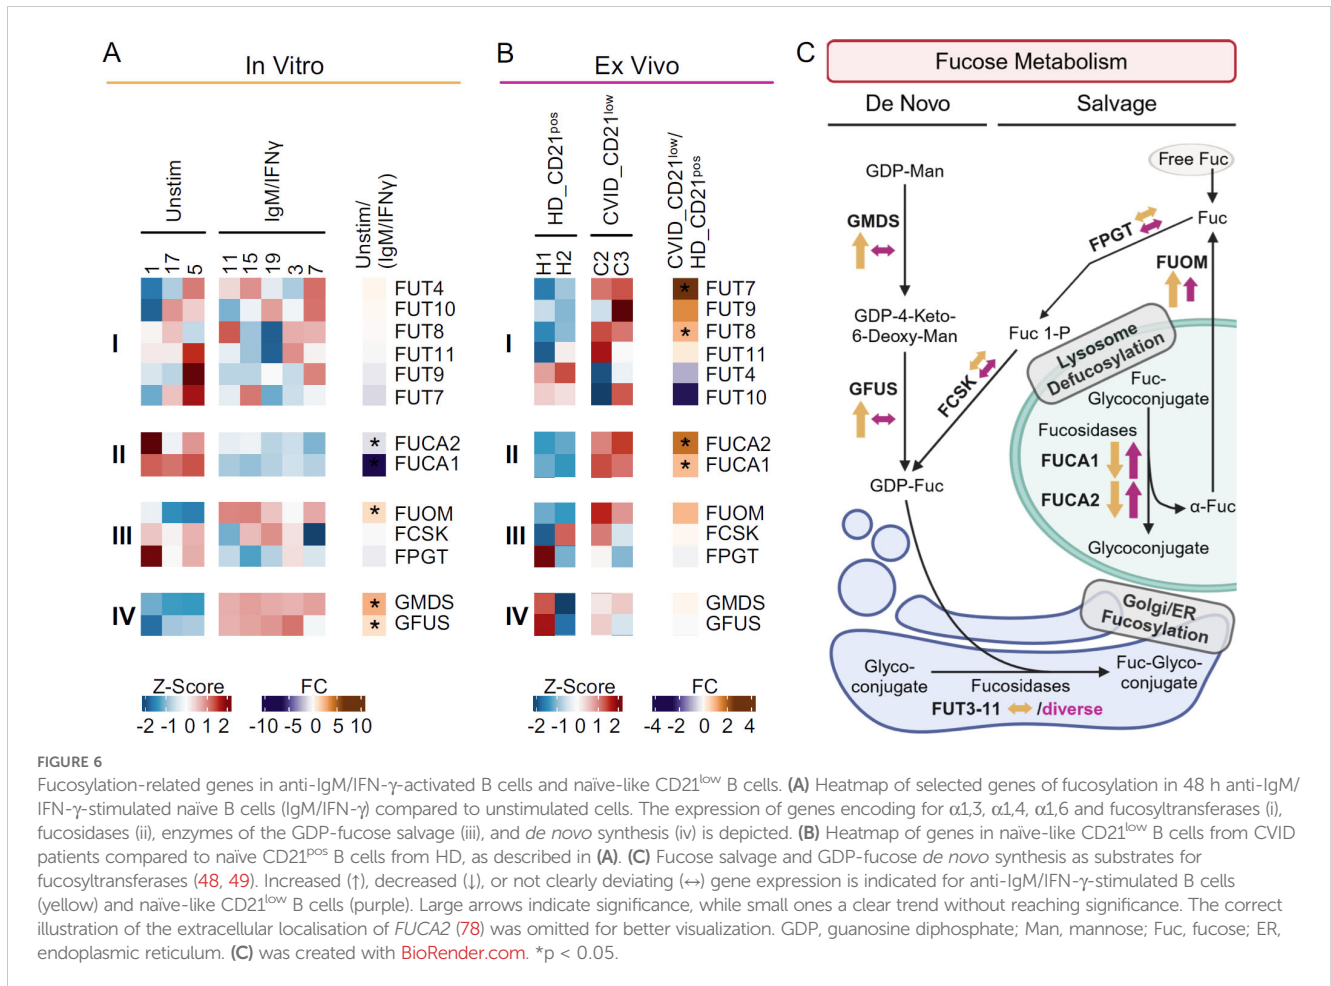 A
In Vitro
Unstim
IgM/IFNγ
Unstim/
(IgM/IFNγ)
1 17 5 11 15 19 3 7
I
FUT4
FUT10
FUT8
FUT11
FUT9
FUT7
II
* FUCA2
* FUCA1
III
* FUOM
FCSK
FPGT
IV
* GMDS
* GFUS
Z-Score
-2 -1 0 1 2
FC
-10 -5 0 5 10
B
Ex Vivo
HD_CD21pos
CVID_CD21low
CVID_CD21low/
HD_CD21pos
H1 H2 C2 C3
I
* FUT7
FUT9
* FUT8
FUT11
FUT4
FUT10
II
* FUCA2
* FUCA1
III
FUOM
FCSK
FPGT
IV
GMDS
GFUS
Z-Score
-2 -1 0 1 2
FC
-4 -2 0 2 4
C
Fucose Metabolism
De Novo
Salvage
GDP-Man
Free Fuc
GMDS
FPGT
Fuc
FUOM
GDP-4-Keto-
6-Deoxy-Man
Fuc 1-P
Lysosome
Defucosylation
GFUS
FCSK
Fuc-
Glycoconjugate
Fucosidases
FUCA1
FUCA2
α-Fuc
GDP-Fuc
Glycoconjugate
Golgi/ER
Fucosylation
Glyco-
conjugate
Fucosidases
Fuc-Glyco-
conjugate
FUT3-11 ↔ /diverse
FIGURE 6
Fucosylation-related genes in anti-IgM/IFN-γ-activated B cells and naïve-like CD21low B cells. (A) Heatmap of selected genes of fucosylation in 48 h anti-IgM/
IFN-γ-stimulated naïve B cells (IgM/IFN-γ) compared to unstimulated cells. The expression of genes encoding for α1,3, α1,4, α1,6 and fucosyltransferases (i),
fucosidases (ii), enzymes of the GDP-fucose salvage (iii), and de novo synthesis (iv) is depicted. (B) Heatmap of genes in naïve-like CD21low B cells from CVID
patients compared to naïve CD21pos B cells from HD, as described in (A). (C) Fucose salvage and GDP-fucose de novo synthesis as substrates for
fucosyltransferases (48, 49). Increased (↑), decreased (↓), or not clearly deviating (↔) gene expression is indicated for anti-IgM/IFN-γ-stimulated B cells
(yellow) and naïve-like CD21low B cells (purple). Large arrows indicate significance, while small ones a clear trend without reaching significance. The correct
illustration of the extracellular localisation of FUCA2 (78) was omitted for better visualization. GDP, guanosine diphosphate; Man, mannose; Fuc, fucose; ER,
endoplasmic reticulum. (C) was created with BioRender.com. *p < 0.05.